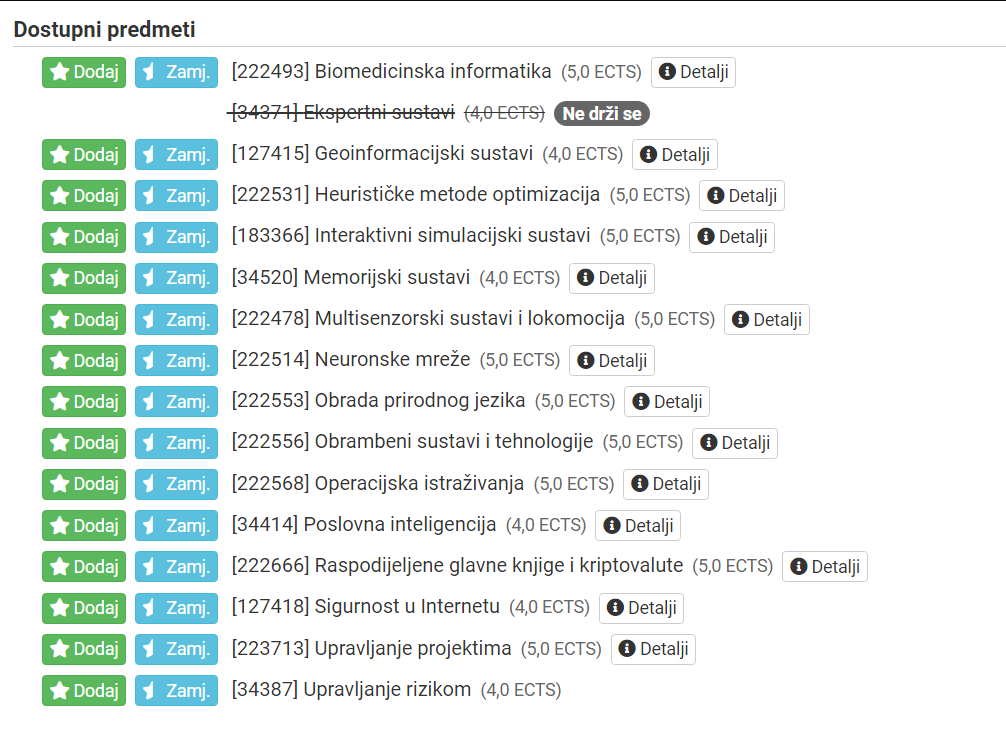 Dostupni predmeti
Dodaj Zamj. [222493] Biomedicinska informatika (5,0 ECTS) Detalji
[34371] Ekspertni sustavi (4,0 ECTS) Ne drži se
Dodaj Zamj. [127415] Geoinformacijski sustavi (4,0 ECTS) Detalji
Dodaj Zamj. [222531] Heurističke metode optimizacija (5,0 ECTS) Detalji
Dodaj Zamj. [183366] Interaktivni simulacijski sustavi (5,0 ECTS) Detalji
Dodaj Zamj. [34520] Memorijski sustavi (4,0 ECTS) Detalji
Dodaj Zamj. [222478] Multisenzorski sustavi i lokomocija (5,0 ECTS) Detalji
Dodaj Zamj. [222514] Neuronske mreže (5,0 ECTS) Detalji
Dodaj Zamj. [222553] Obrada prirodnog jezika (5,0 ECTS) Detalji
Dodaj Zamj. [222556] Obrambeni sustavi i tehnologije (5,0 ECTS) Detalji
Dodaj Zamj. [222568] Operacijska istraživanja (5,0 ECTS) Detalji
Dodaj Zamj. [34414] Poslovna inteligencija (4,0 ECTS) Detalji
Dodaj Zamj. [222666] Raspodijeljene glavne knjige i kriptovalute (5,0 ECTS) Detalji
Dodaj Zamj. [127418] Sigurnost u Internetu (4,0 ECTS) Detalji
Dodaj Zamj. [223713] Upravljanje projektima (5,0 ECTS) Detalji
Dodaj Zamj. [34387] Upravljanje rizikom (4,0 ECTS)